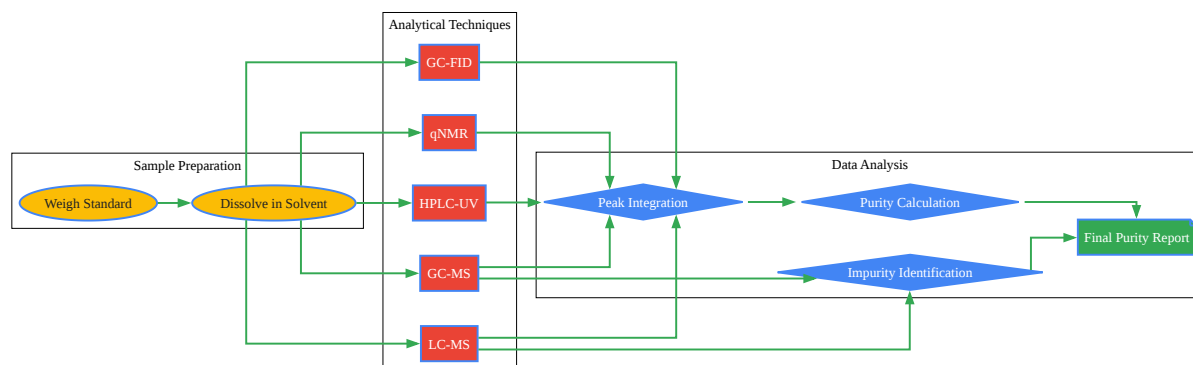 Analytical Techniques
GC-FID
qNMR
Sample Preparation
Data Analysis
Weigh Standard
Dissolve in Solvent
HPLC-UV
Peak Integration
Purity Calculation
Final Purity Report
GC-MS
Impurity Identification
LC-MS